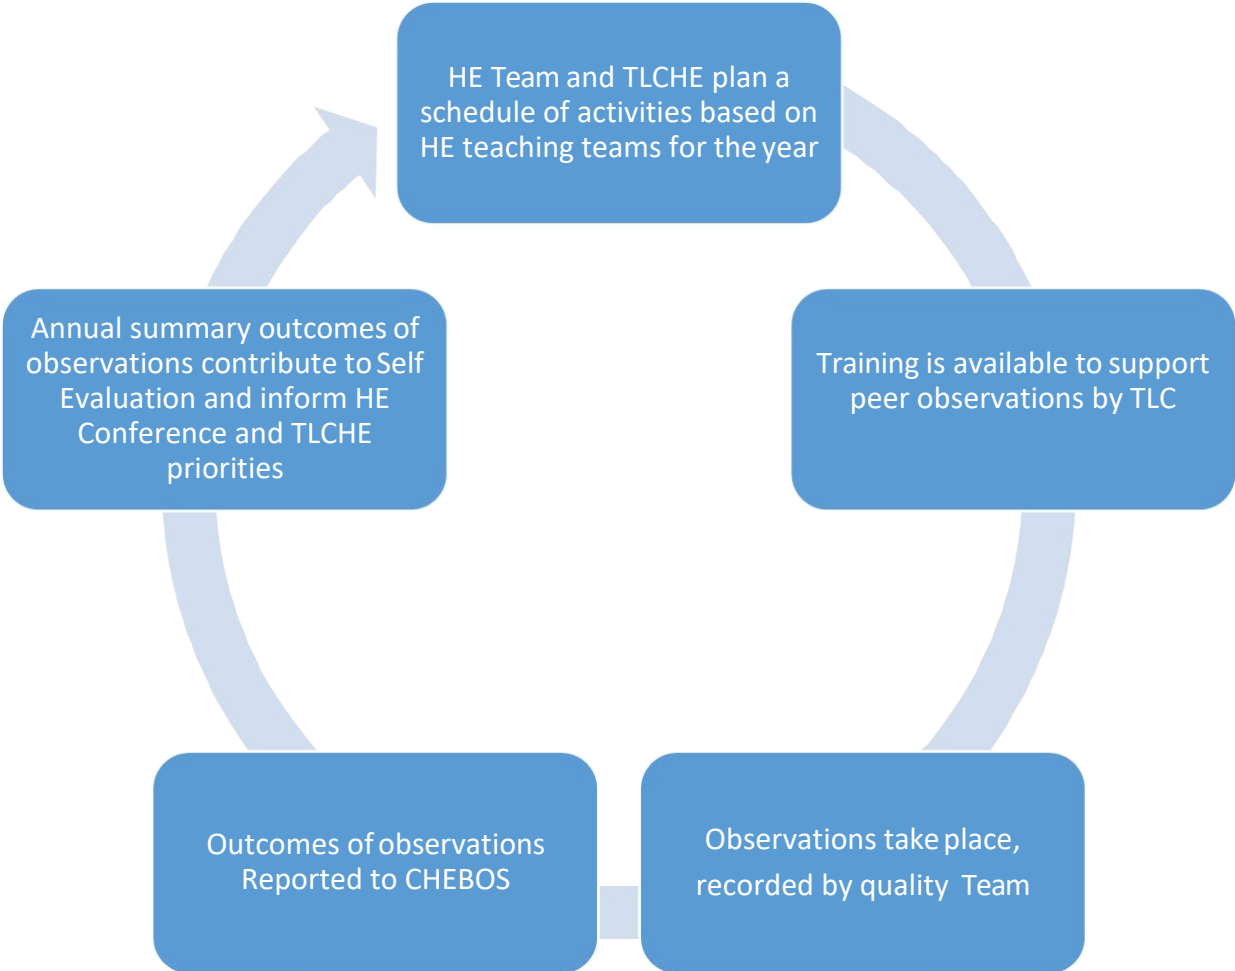 HE Team and TLCHE plan a
schedule of activities based on
HE teaching teams for the year
Training is available to support
peer observations by TLC
Observations take place,
recorded by quality Team
Outcomes of observations
Reported to CHEBOS
Annual summary outcomes of
observations contribute to Self
Evaluation and inform HE
Conference and TLCHE
priorities